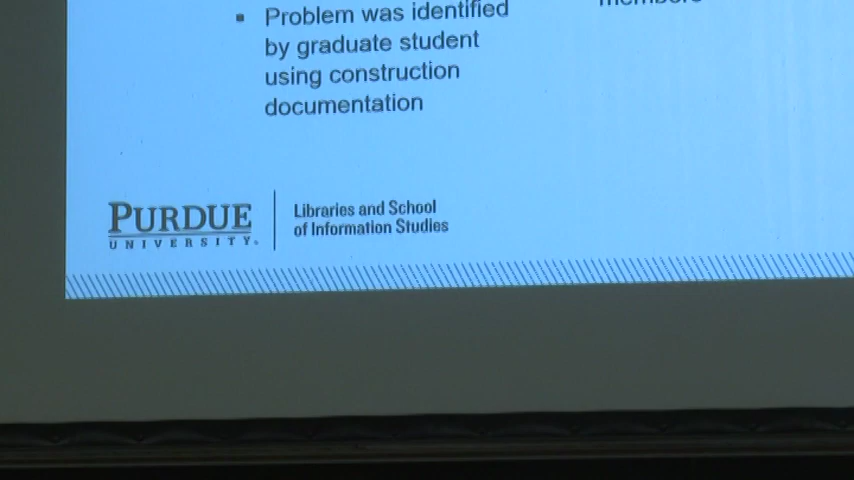 Problem was identified
by graduate student
using construction
documentation
members
PURDUE
UNIVERSITY®
Libraries and School
of Information Studies